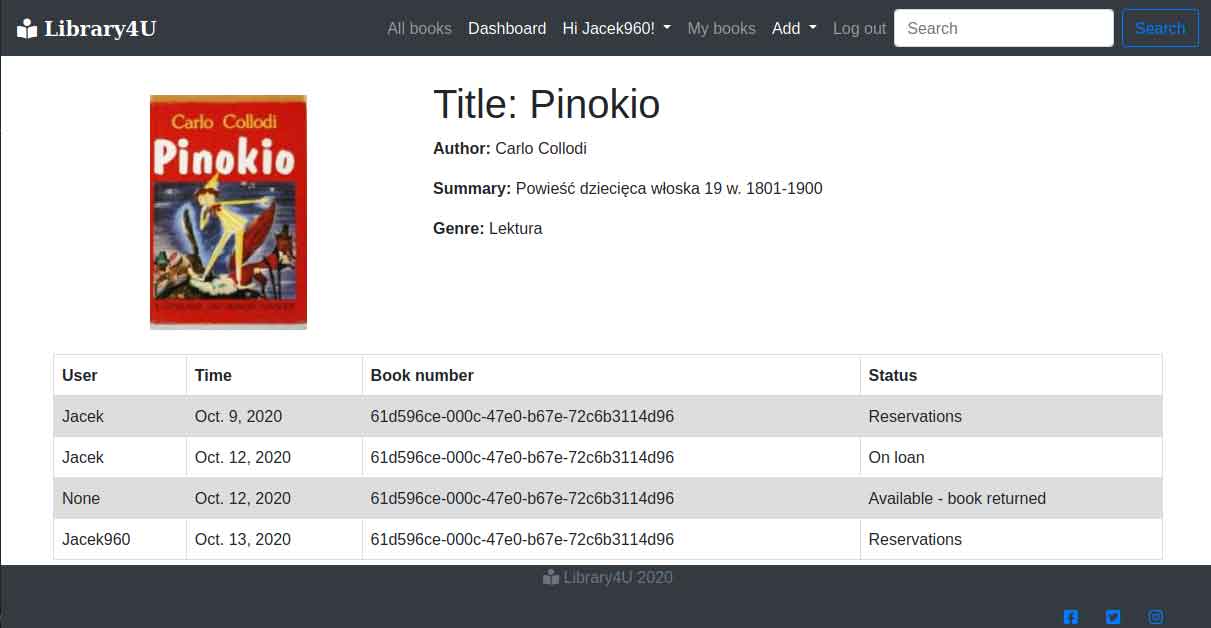 Library4U
All books Dashboard Hi Jacek960! My books Add Log out Search Search
Carlo Collodi
Pinokio
Title: Pinokio
Author: Carlo Collodi
Summary: Powieść dziecięca włoska 19 w. 1801-1900
Genre: Lektura
User Time Book number Status
Jacek Oct. 9, 2020 61d596ce-000c-47e0-b67e-72c6b3114d96 Reservations
Jacek Oct. 12, 2020 61d596ce-000c-47e0-b67e-72c6b3114d96 On loan
None Oct. 12, 2020 61d596ce-000c-47e0-b67e-72c6b3114d96 Available - book returned
Jacek960 Oct. 13, 2020 61d596ce-000c-47e0-b67e-72c6b3114d96 Reservations
Library4U 2020